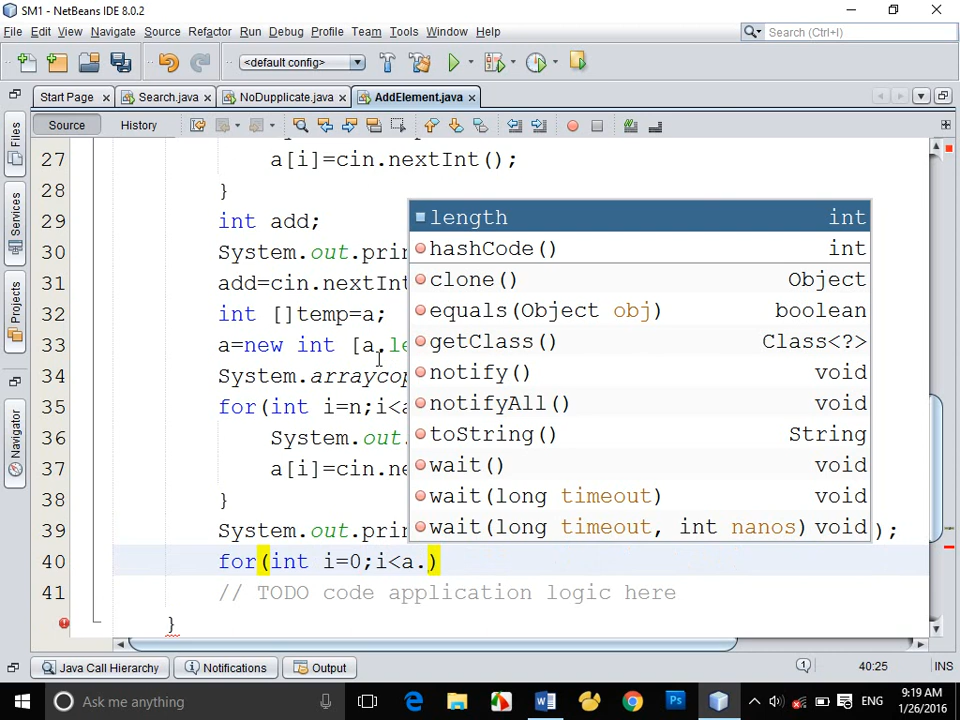 SM1 - NetBeans IDE 8.0.2
File Edit View Navigate Source Refactor Run Debug Profile Team Tools Window Help
Search (Ctrl+I)
<default config>
Start Page Search.java NoDupplicate.java AddElement.java
Source History
Files
Services
Projects
Navigator
27 a[i]=cin.nextInt();
28 }
29 int add;
30 System.out.prin
31 add=cin.nextInt
32 int []temp=a;
33 a=new int [a.le
34 System.arraycop
35 for(int i=n;i<a
36 System.out.
37 a[i]=cin.ne
38 }
39 System.out.prin );
40 for(int i=0;i<a.)
41 // TODO code application logic here
}
length int
hashCode() int
clone() Object
equals(Object obj) boolean
getClass() Class<?>
notify() void
notifyAll() void
toString() String
wait() void
wait(long timeout) void
wait(long timeout, int nanos) void
Java Call Hierarchy Notifications Output 1 40:25 INS
Ask me anything ENG 9:19 AM
1/26/2016